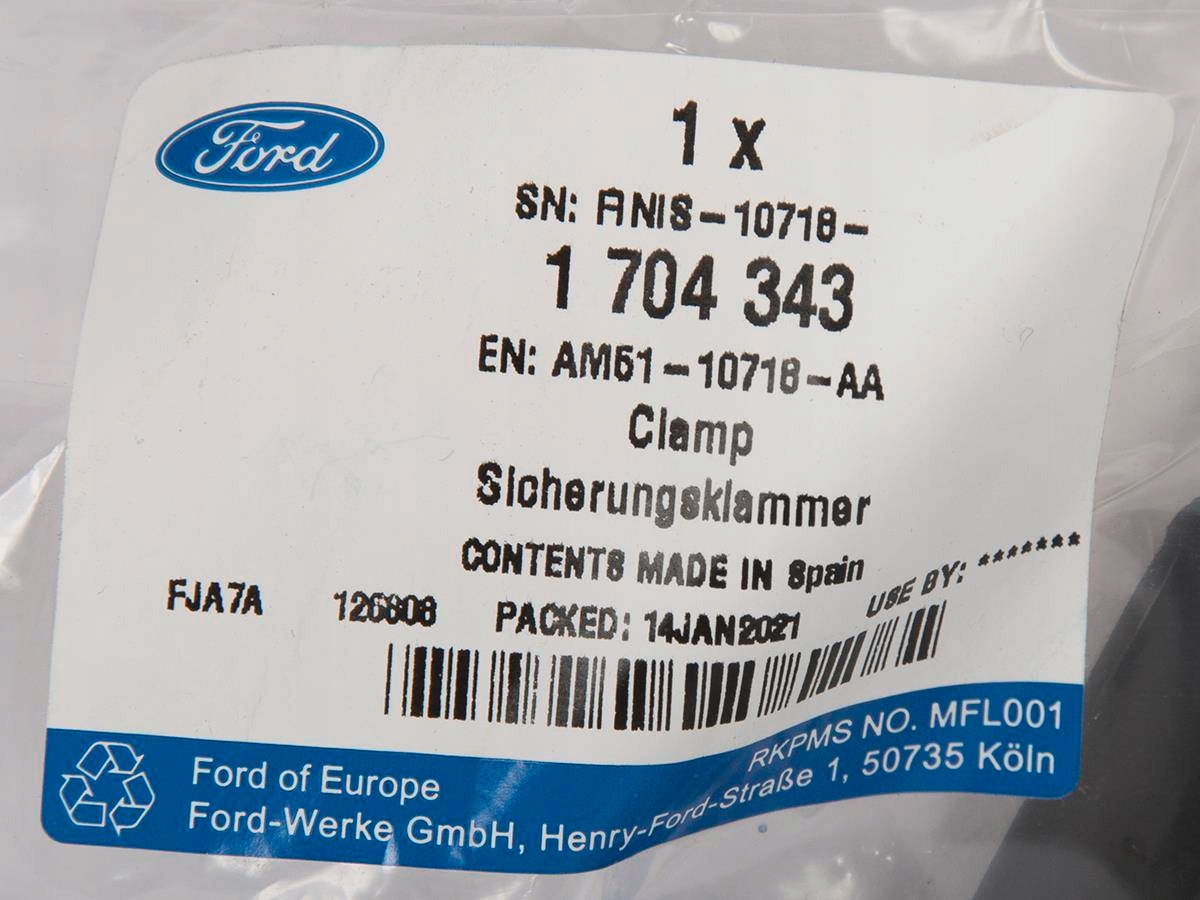 Ford
1 x
SN: ANIS-10718-
1 704 343
EN: AM51-10718-AA
Clamp
Sicherungsklammer
CONTENTS MADE IN Spain
FJA7A 126808 PACKED: 14JAN2021 USE BY: *******
RKPMS NO. MFL001
Ford of Europe
Ford-Werke GmbH, Henry-Ford-Straße 1, 50735 Köln